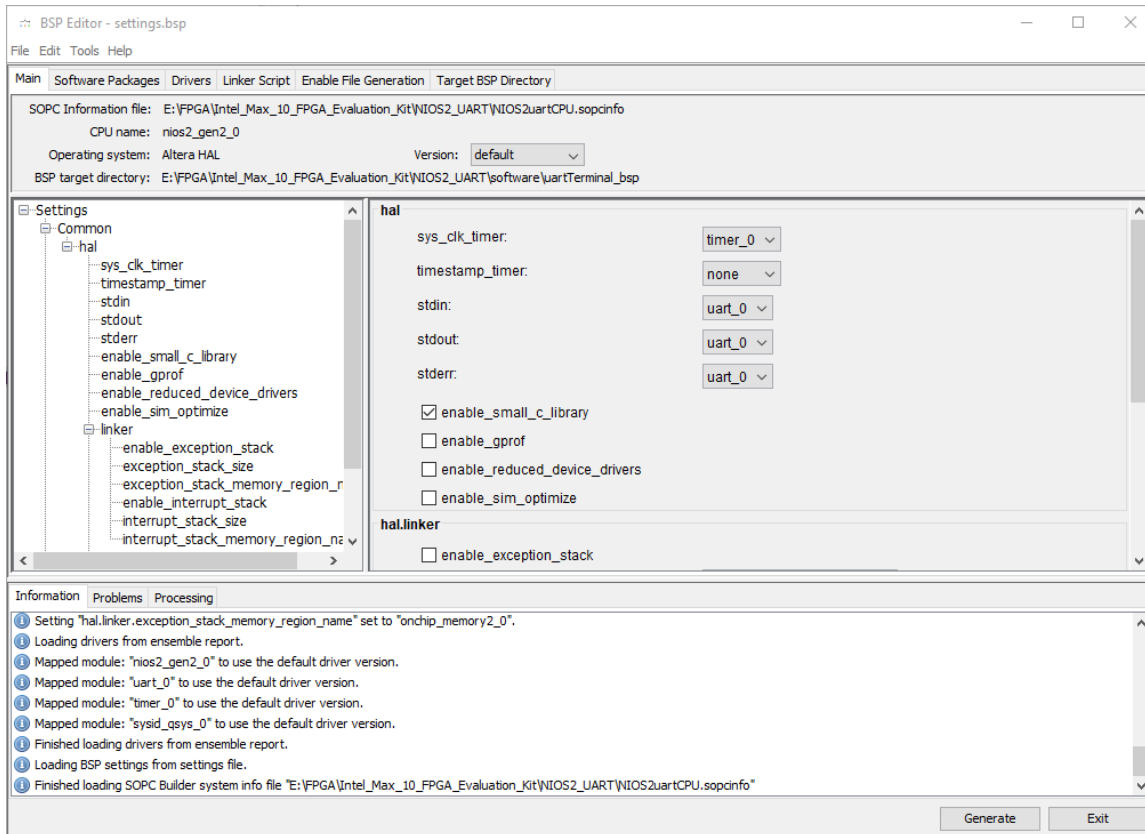 BSP Editor - settings.bsp
File Edit Tools Help
Main Software Packages Drivers Linker Script Enable File Generation Target BSP Directory
SOPC Information file: E:\FPGA\Intel_Max_10_FPGA_Evaluation_Kit\NIOS2_UART\NIOS2uartCPU.sopcinfo
CPU name: nios2_gen2_0
Operating system: Altera HAL Version: default
BSP target directory: E:\FPGA\Intel_Max_10_FPGA_Evaluation_Kit\NIOS2_UART\software\uartTerminal_bsp
Settings
Common
hal
sys_clk_timer
timestamp_timer
stdin
stdout
stderr
enable_small_c_library
enable_gprof
enable_reduced_device_drivers
enable_sim_optimize
linker
enable_exception_stack
exception_stack_size
exception_stack_memory_region_n
enable_interrupt_stack
interrupt_stack_size
interrupt_stack_memory_region_na
hal
sys_clk_timer: timer_0
timestamp_timer: none
stdin: uart_0
stdout: uart_0
stderr: uart_0
enable_small_c_library
enable_gprof
enable_reduced_device_drivers
enable_sim_optimize
hal.linker
enable_exception_stack
Information Problems Processing
Setting "hal.linker.exception_stack_memory_region_name" set to "onchip_memory2_0".
Loading drivers from ensemble report.
Mapped module: "nios2_gen2_0" to use the default driver version.
Mapped module: "uart_0" to use the default driver version.
Mapped module: "timer_0" to use the default driver version.
Mapped module: "sysid_qsys_0" to use the default driver version.
Finished loading drivers from ensemble report.
Loading BSP settings from settings file.
Finished loading SOPC Builder system info file "E:\FPGA\Intel_Max_10_FPGA_Evaluation_Kit\NIOS2_UART\NIOS2uartCPU.sopcinfo"
Generate Exit